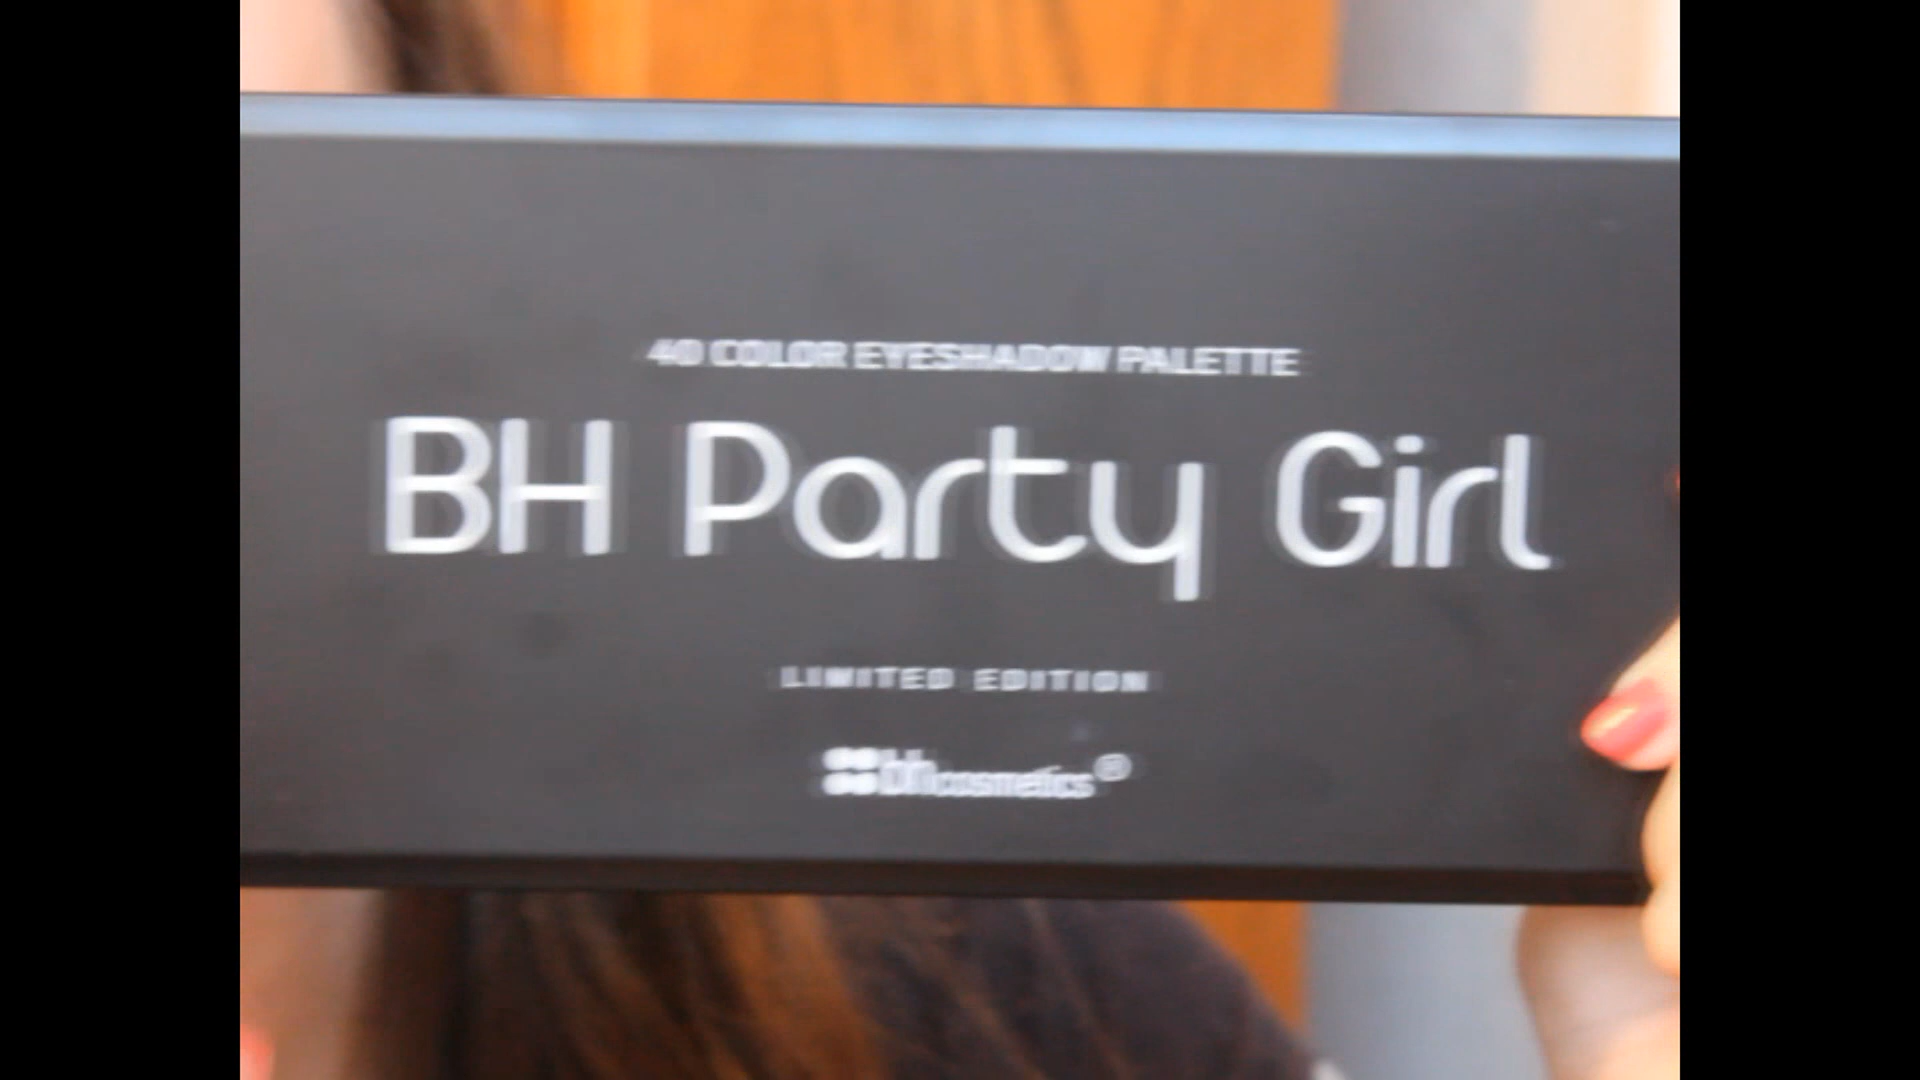 40 COLOR EYESHADOW PALETTE
BH Party Girl
LIMITED EDITION
bhcosmetics®